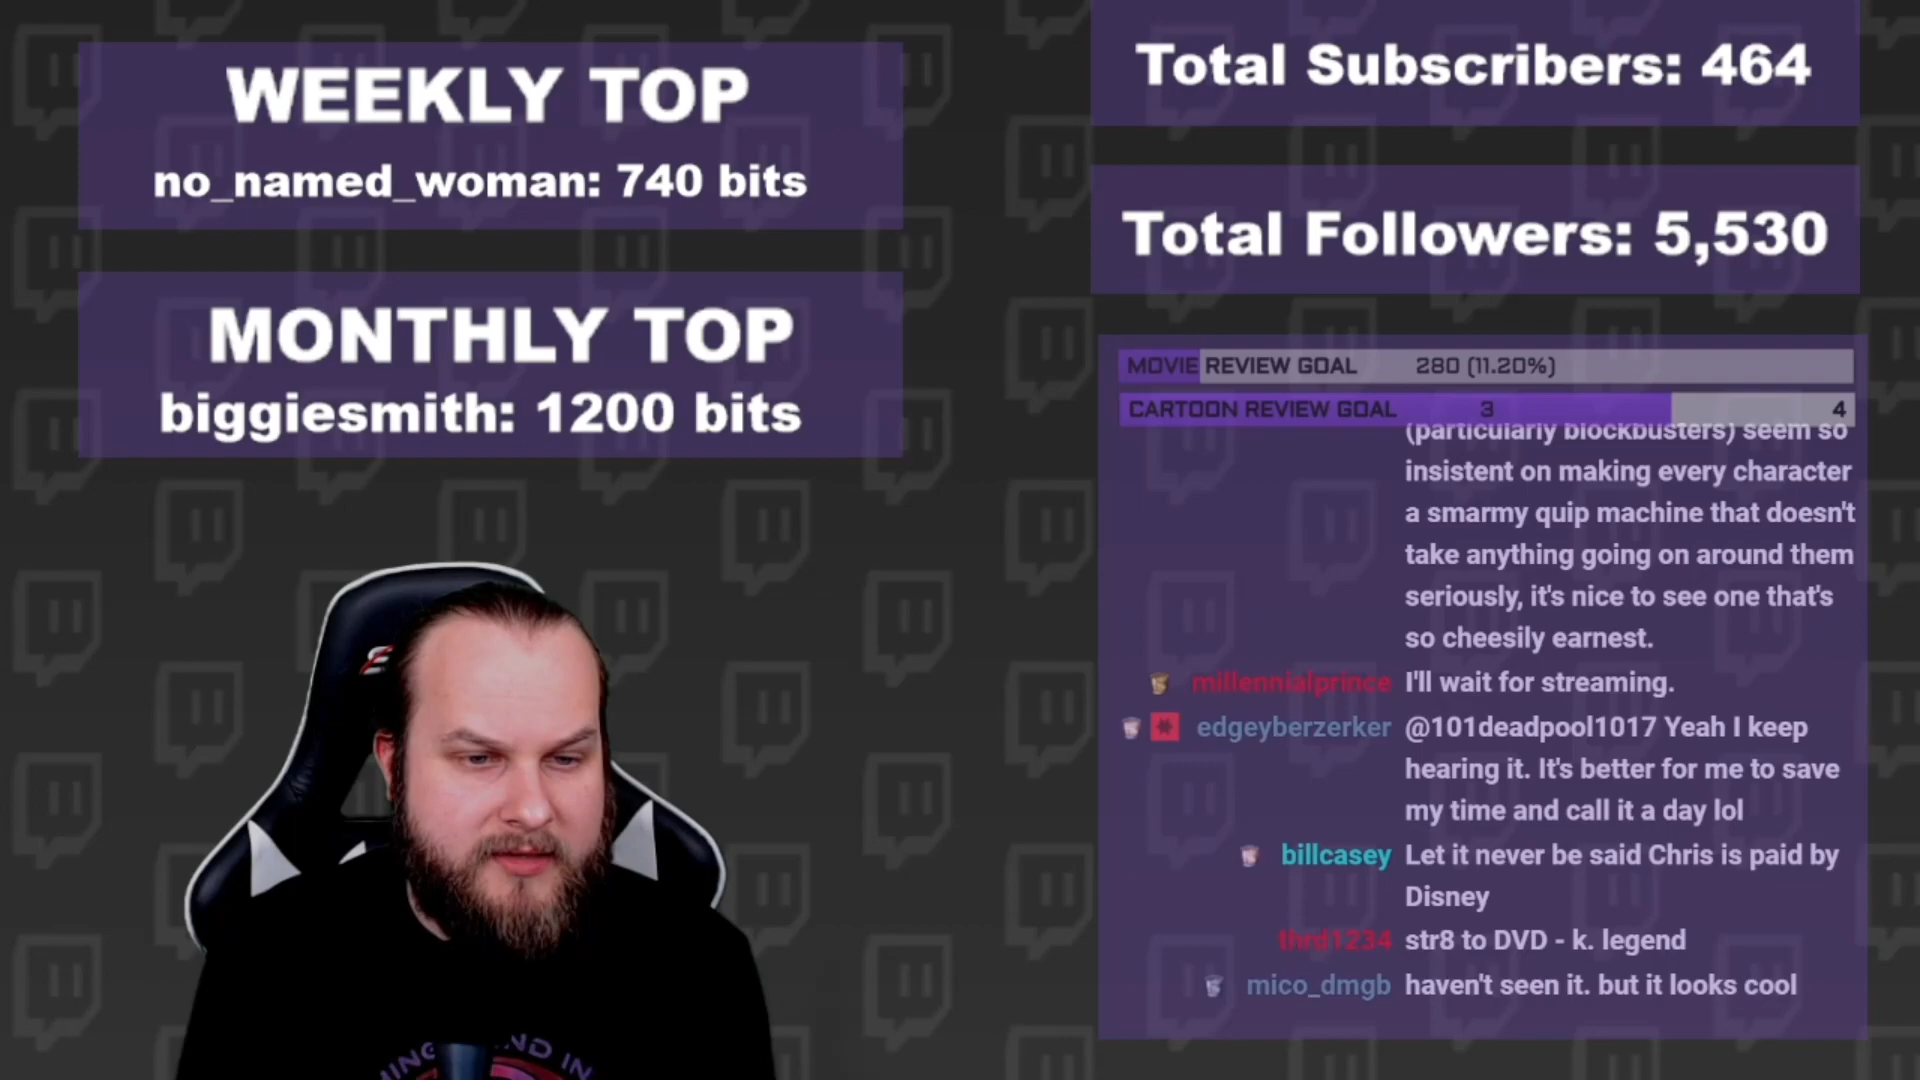 WEEKLY TOP
no_named_woman: 740 bits
MONTHLY TOP
biggiesmith: 1200 bits
Total Subscribers: 464
Total Followers: 5,530
MOVIE REVIEW GOAL 280 (11.20%)
CARTOON REVIEW GOAL 3 4
(particularly blockbusters) seem so
insistent on making every character
a smarmy quip machine that doesn't
take anything going on around them
seriously, it's nice to see one that's
so cheesily earnest.
millennialprince I'll wait for streaming.
edgeyberzerker @101deadpool1017 Yeah I keep
hearing it. It's better for me to save
my time and call it a day lol
billcasey Let it never be said Chris is paid by
Disney
thrd1234 str8 to DVD - k. legend
mico_dmgb haven't seen it. but it looks cool